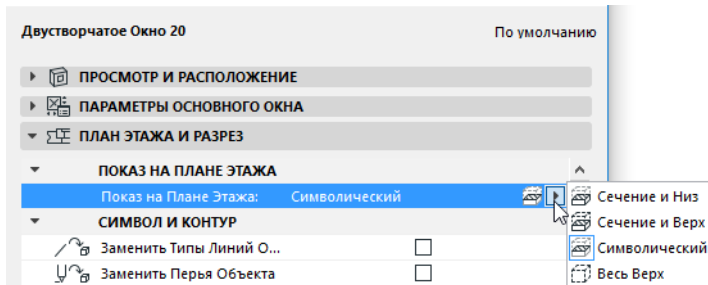 Двустворчатое Окно 20 По умолчанию
ПРОСМОТР И РАСПОЛОЖЕНИЕ
ПАРАМЕТРЫ ОСНОВНОГО ОКНА
ПЛАН ЭТАЖА И РАЗРЕЗ
ПОКАЗ НА ПЛАНЕ ЭТАЖА
Показ на Плане Этажа: Символический Сечение и Низ
СИМВОЛ И КОНТУР Сечение и Верх
Заменить Типы Линий О... Символический
Заменить Перья Объекта Весь Верх